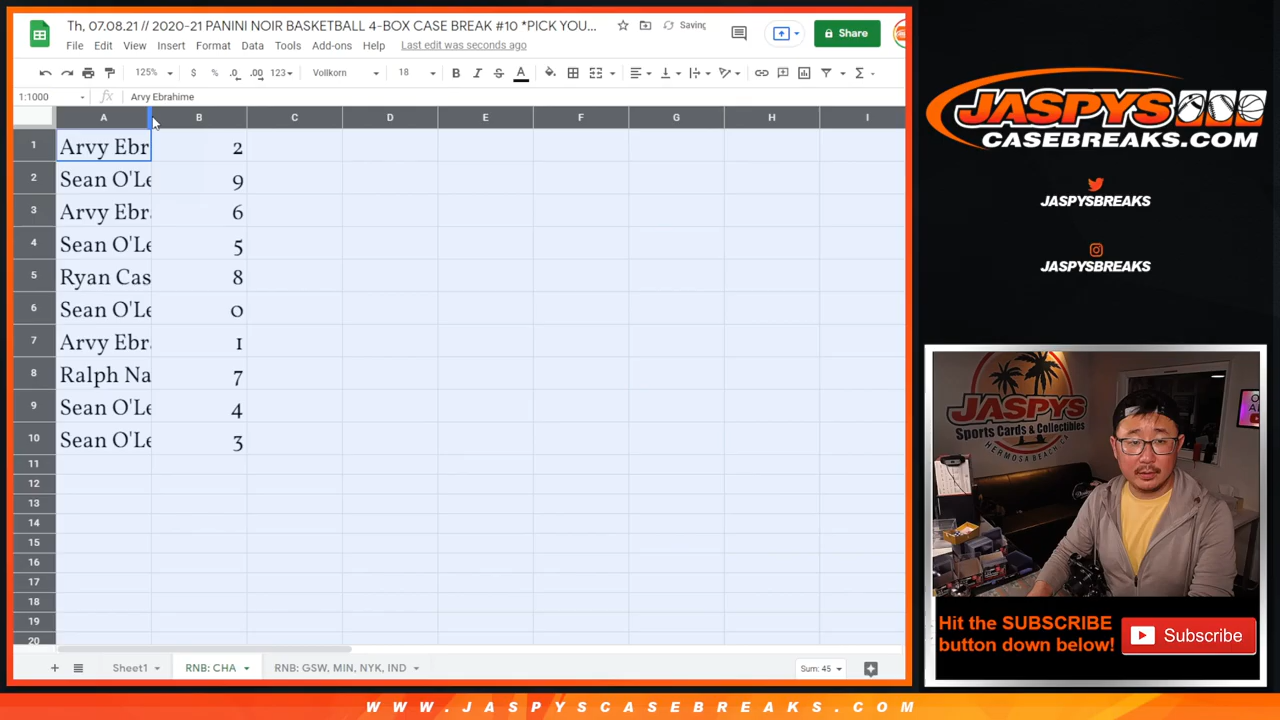 Th, 07.08.21 // 2020-21 PANINI NOIR BASKETBALL 4-BOX CASE BREAK #10 *PICK YOU...
Saving
Share
File Edit View Insert Format Data Tools Add-ons Help Last edit was seconds ago
125% $ % .0 .00 123 Vollkorn 18 B I S A
1:1000 fx Arvy Ebrahime
A B C D E F G H I
1 Arvy Ebr 2
2 Sean O'Le 9
3 Arvy Ebra 6
4 Sean O'Le 5
5 Ryan Cas 8
6 Sean O'Le 0
7 Arvy Ebra 1
8 Ralph Na 7
9 Sean O'Le 4
10 Sean O'Le 3
11
12
13
14
15
16
17
18
19
20
Sheet1 RNB: CHA RNB: GSW, MIN, NYK, IND Sum: 45
JASPYS
CASEBREAKS.COM
JASPYSBREAKS
JASPYSBREAKS
JASPYS
Sports Cards & Collectibles
HERMOSA BEACH, CA
Hit the SUBSCRIBE
button down below!
Subscribe
WWW.JASPYSCASEBREAKS.COM